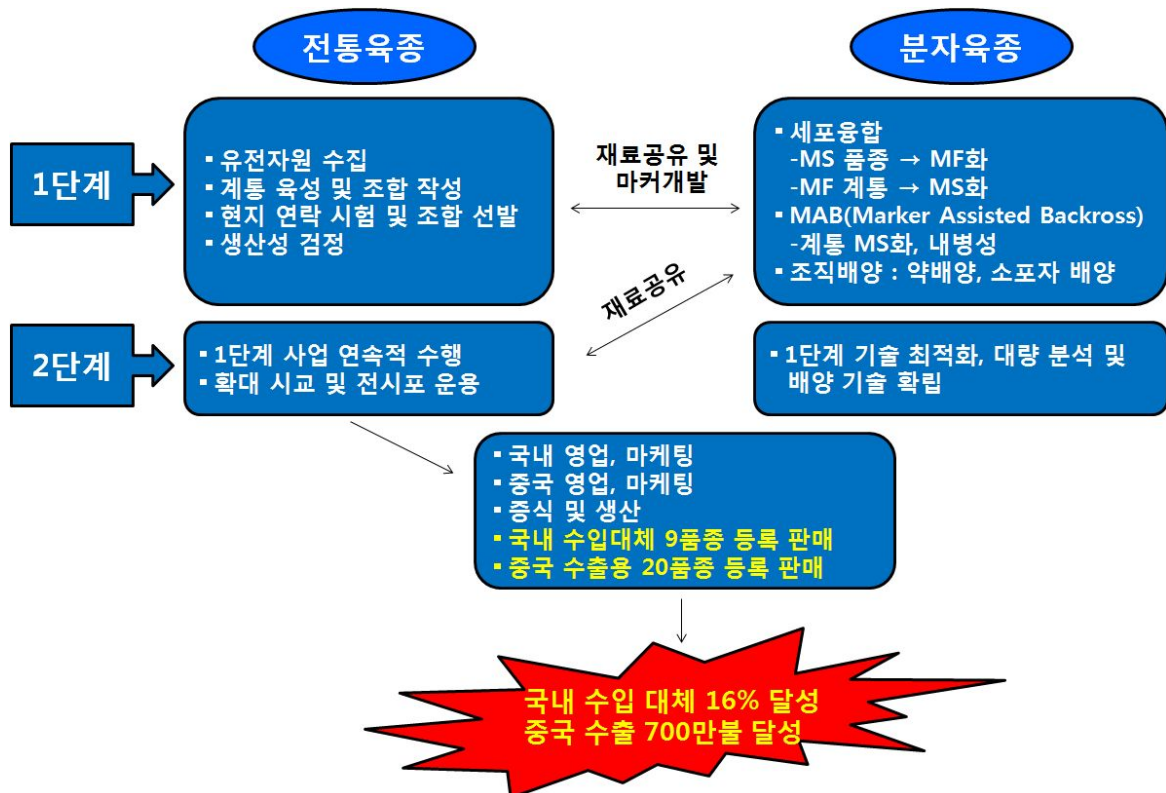 전통육종
분자육종
1단계
▪ 유전자원 수집
▪ 계통 육성 및 조합 작성
▪ 현지 연락 시험 및 조합 선발
▪ 생산성 검정
재료공유 및
마커개발
▪ 세포융합
-MS 품종 → MF화
-MF 계통 → MS화
▪ MAB(Marker Assisted Backross)
-계통 MS화, 내병성
▪ 조직배양 : 약배양, 소포자 배양
재료공유
2단계
▪ 1단계 사업 연속적 수행
▪ 확대 시교 및 전시포 운용
▪ 1단계 기술 최적화, 대량 분석 및
배양 기술 확립
▪ 국내 영업, 마케팅
▪ 중국 영업, 마케팅
▪ 증식 및 생산
▪ 국내 수입대체 9품종 등록 판매
▪ 중국 수출용 20품종 등록 판매
국내 수입 대체 16% 달성
중국 수출 700만불 달성